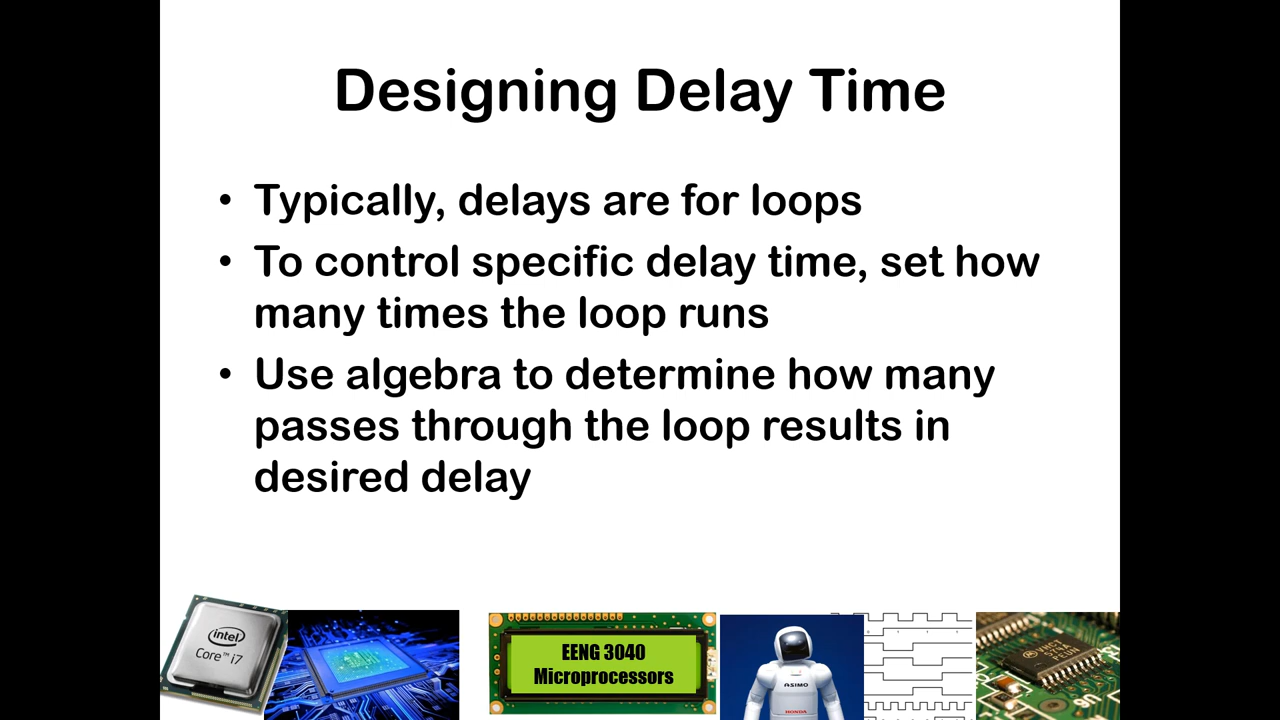 Designing Delay Time
• Typically, delays are for loops
• To control specific delay time, set how
many times the loop runs
• Use algebra to determine how many
passes through the loop results in
desired delay
intel
Core™ i7
EENG 3040
Microprocessors
ASIMO
HONDA